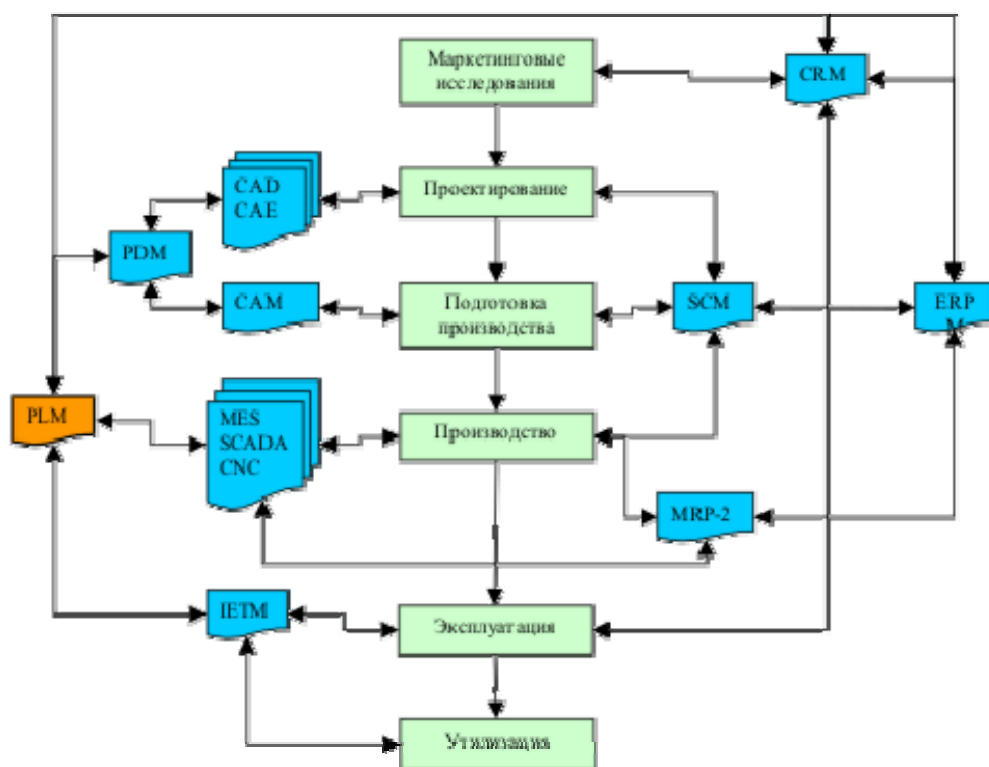 Маркетинговые
исследования
CRM
CAD
CAE
Проектирование
PDM
CAM
Подготовка
производства
SCM
ERP
M
PLM
MES
SCADA
CNC
Производство
MRP-2
IETM
Эксплуатация
Утилизация